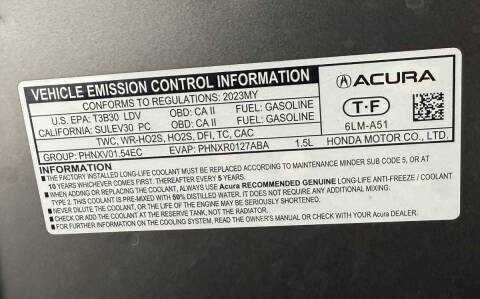 VEHICLE EMISSION CONTROL INFORMATION
CONFORMS TO REGULATIONS: 2023MY
U.S. EPA: T3B30 LDV OBD: CA II FUEL: GASOLINE
CALIFORNIA: SULEV30 PC OBD: CA II FUEL: GASOLINE
TWC, WR-HO2S, HO2S, DFI, TC, CAC
GROUP: PHNXV01.54EC EVAP: PHNXR0127ABA 1.5L
ACURA
T·F
6LM-A51
HONDA MOTOR CO., LTD.
INFORMATION
■ THE FACTORY INSTALLED LONG-LIFE COOLANT MUST BE REPLACED ACCORDING TO MAINTENANCE MINDER SUB CODE 5, OR AT
10 YEARS WHICHEVER COMES FIRST, THEN EVERY 5 YEARS.
■ WHEN ADDING OR REPLACING THE COOLANT, ALWAYS USE Acura RECOMMENDED GENUINE LONG-LIFE ANTI-FREEZE / COOLANT
TYPE 2; THIS COOLANT IS PRE-MIXED WITH 50% DISTILLED WATER. IT DOES NOT REQUIRE ANY ADDITIONAL MIXING.
■ NEVER DILUTE THE COOLANT, OR THE LIFE OF THE ENGINE MAY BE SERIOUSLY SHORTENED.
■ CHECK OR ADD THE COOLANT AT THE RESERVE TANK, NOT THE RADIATOR.
■ FOR FURTHER INFORMATION ON THE COOLING SYSTEM, READ THE OWNER'S MANUAL OR CHECK WITH YOUR Acura DEALER.